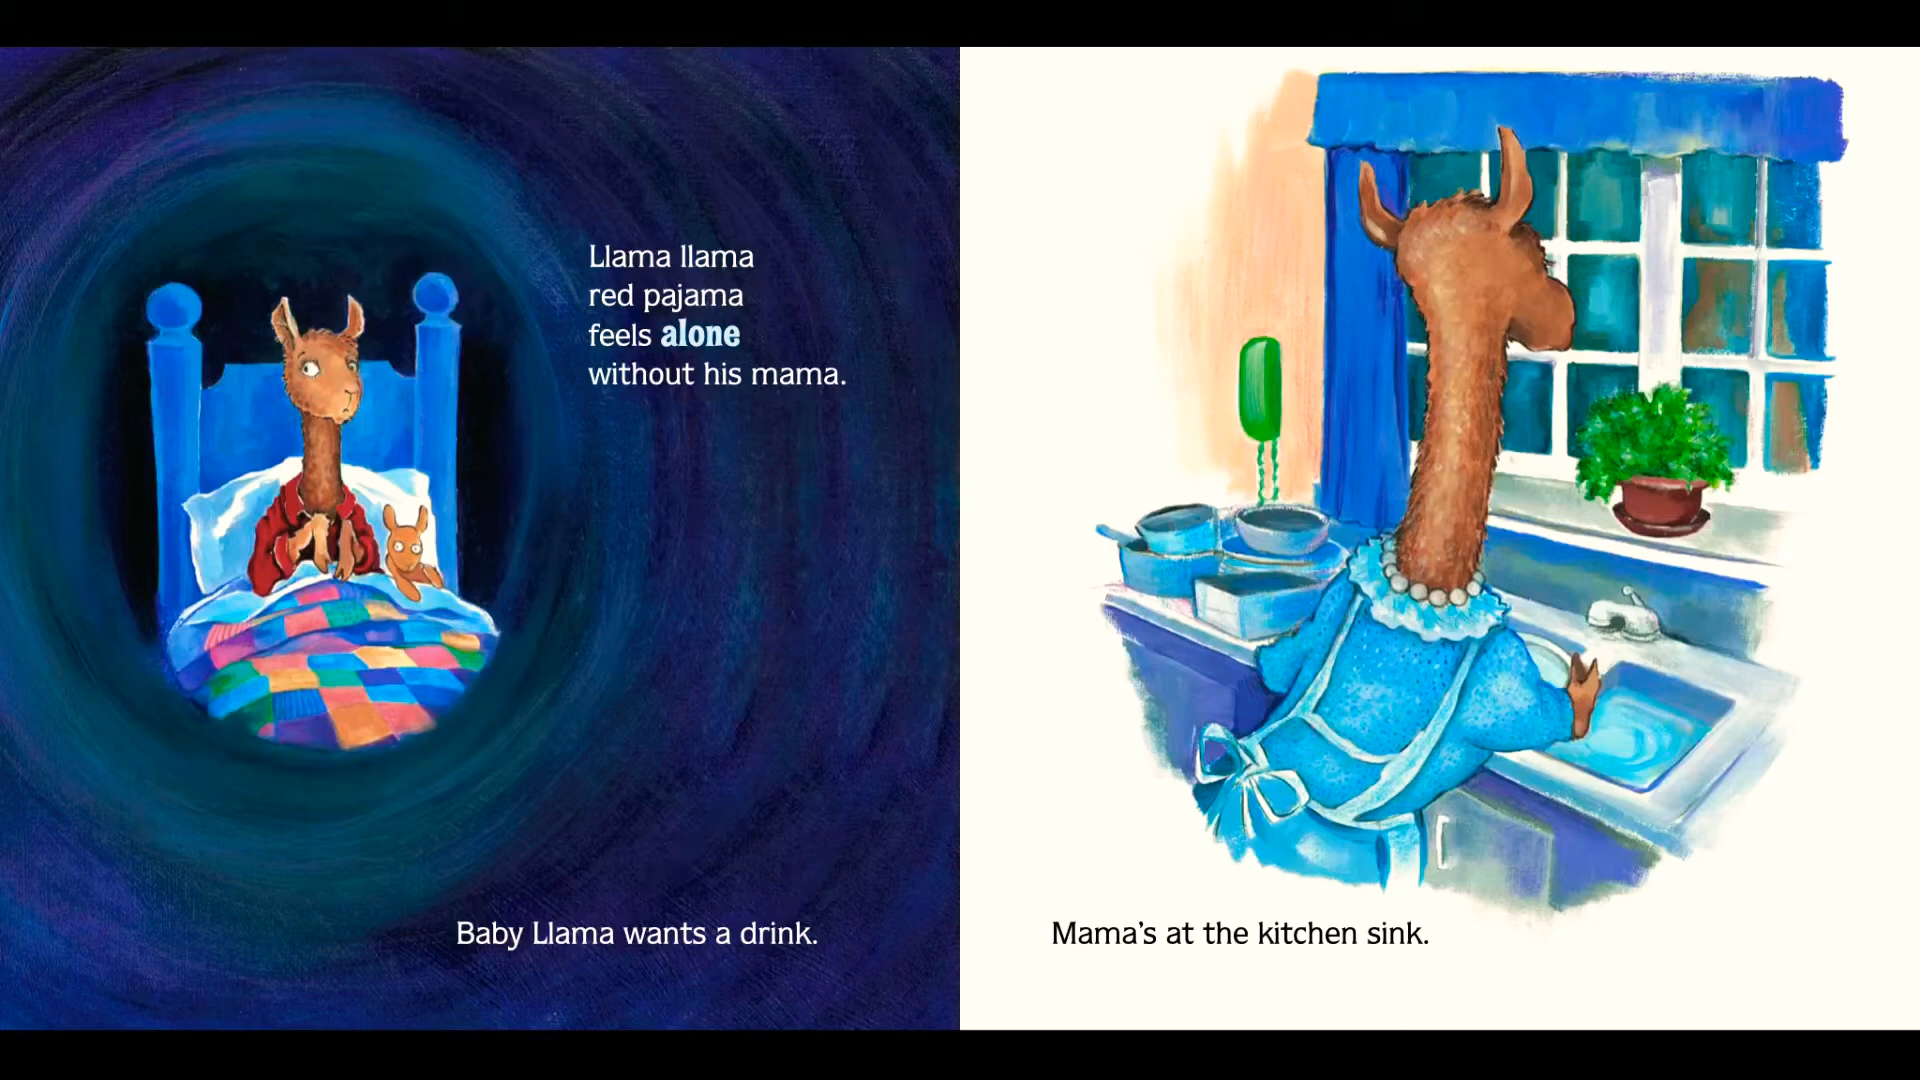 Llama llama
red pajama
feels alone
without his mama.
Baby Llama wants a drink.
Mama’s at the kitchen sink.